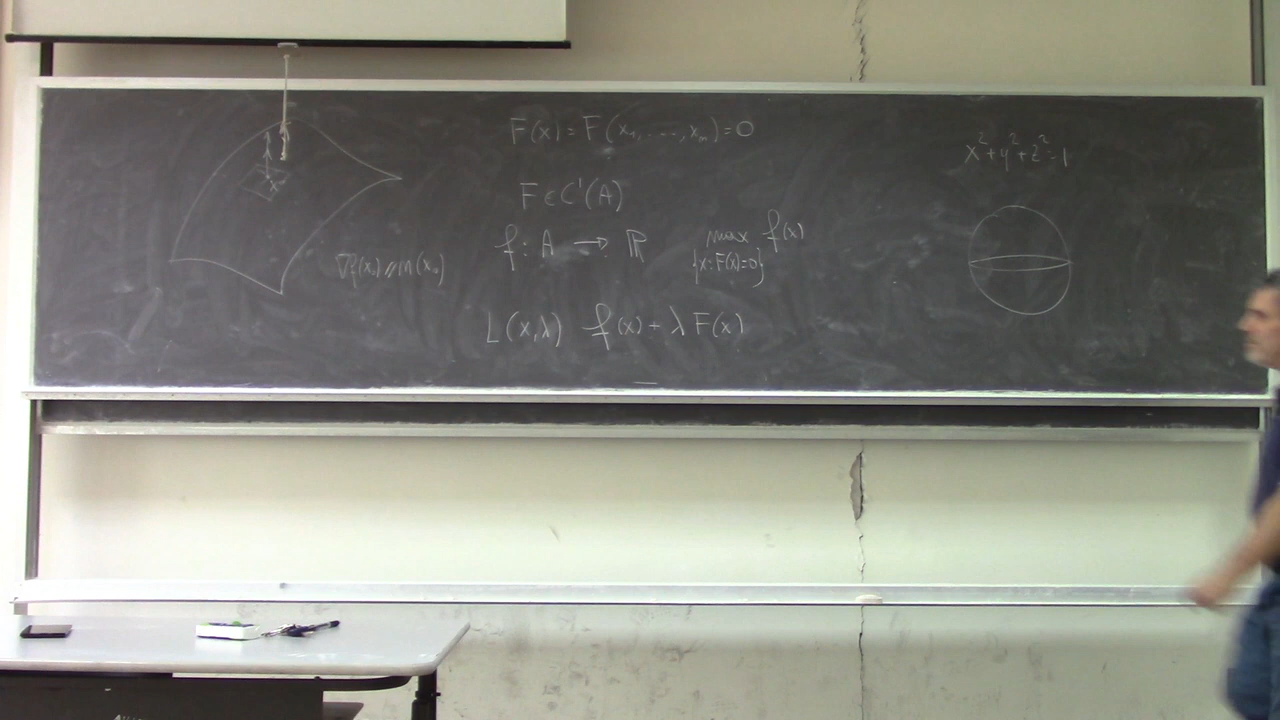 F(x) = F(x₁, ..., xₙ) = 0
x² + y² + z² = 1
F ∈ C¹(A)
f : A → ℝ
max f(x)
{x : F(x) = 0}
∇f(x₀) // n(x₀)
L(x, λ) f(x) + λ F(x)